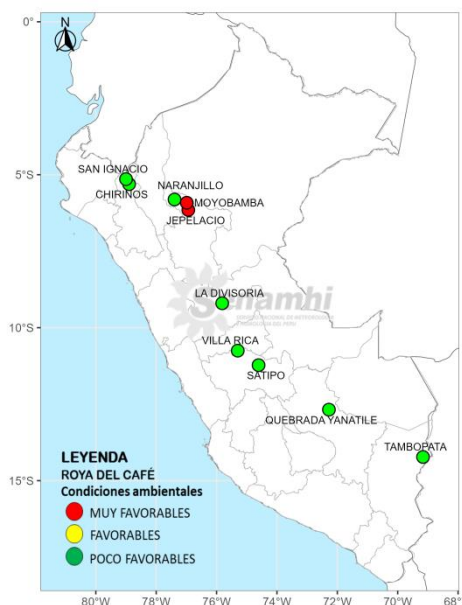 0°
N
5°S
10°S
15°S
SAN IGNACIO
CHIRINOS
NARANJILLO
MOYOBAMBA
JEPELACIO
LA DIVISORIA
Senamhi
VILLA RICA
SATIPO
QUEBRADA YANATILE
TAMBOPATA
LEYENDA
ROYA DEL CAFÉ
Condiciones ambientales
MUY FAVORABLES
FAVORABLES
POCO FAVORABLES
80°W 78°W 76°W 74°W 72°W 70°W 68°W